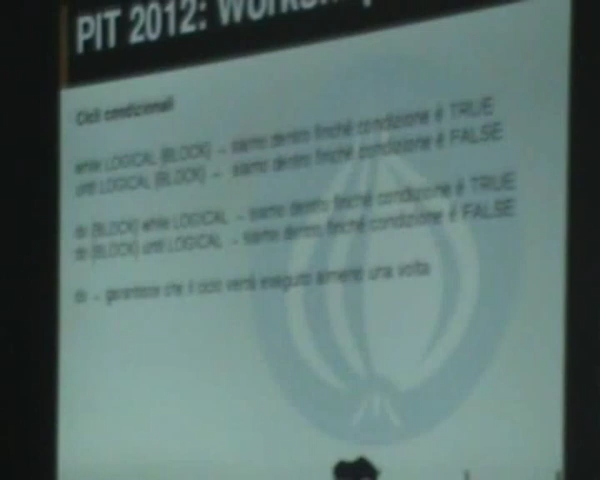 PIT 2012: Workshop
Cicli condizionali
while LOGICAL {BLOCK} - siamo dentro finché condizione è TRUE
until LOGICAL {BLOCK} - siamo dentro finché condizione è FALSE
do {BLOCK} while LOGICAL - siamo dentro finché condizione è TRUE
do {BLOCK} until LOGICAL - siamo dentro finché condizione è FALSE
do - garantisce che il ciclo verrà eseguito almeno una volta